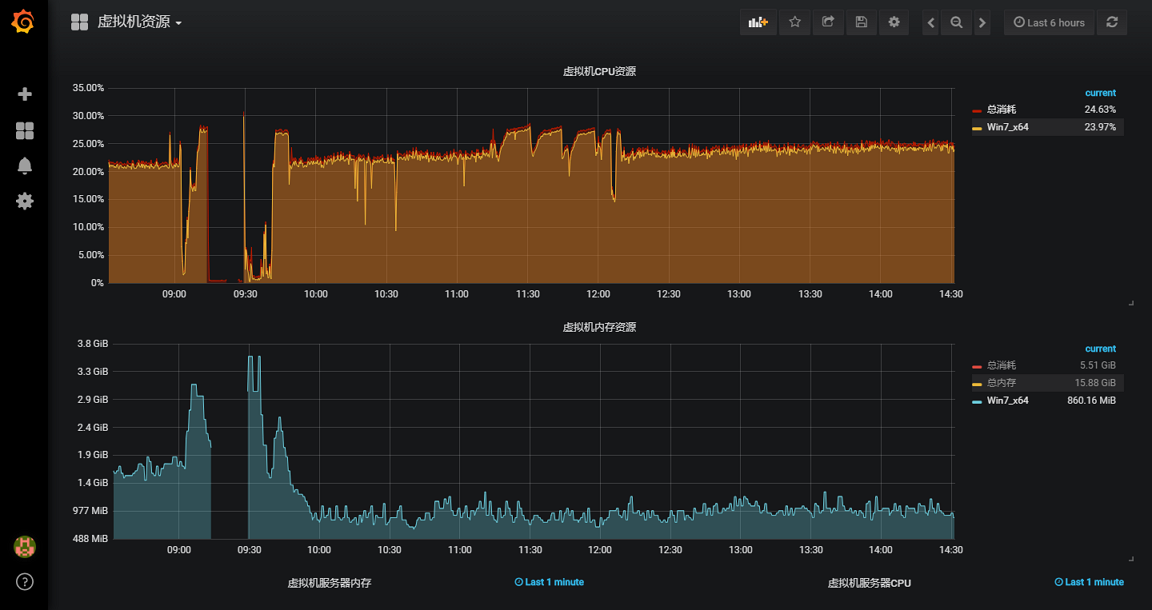 虚拟机资源
Last 6 hours
虚拟机CPU资源
35.00%
30.00%
25.00%
20.00%
15.00%
10.00%
5.00%
0%
09:00 09:30 10:00 10:30 11:00 11:30 12:00 12:30 13:00 13:30 14:00 14:30
current
总消耗 24.63%
Win7_x64 23.97%
虚拟机内存资源
3.8 GiB
3.3 GiB
2.9 GiB
2.4 GiB
1.9 GiB
1.4 GiB
977 MiB
488 MiB
09:00 09:30 10:00 10:30 11:00 11:30 12:00 12:30 13:00 13:30 14:00 14:30
current
总消耗 5.51 GiB
总内存 15.88 GiB
Win7_x64 860.16 MiB
虚拟机服务器内存 Last 1 minute
虚拟机服务器CPU Last 1 minute